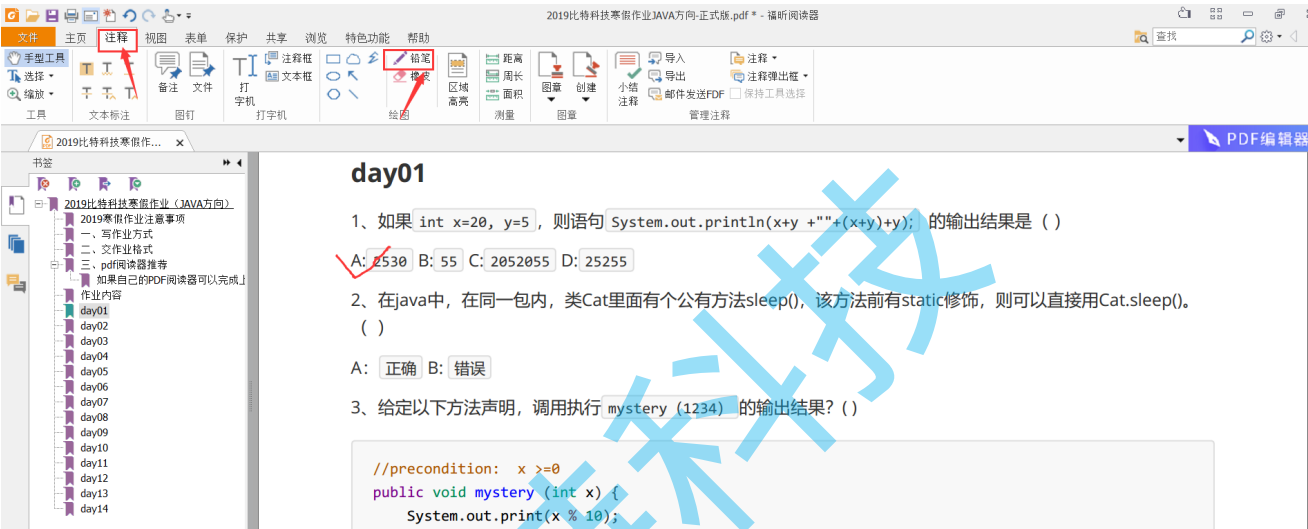 2019比特科技寒假作业JAVA方向-正式版.pdf * - 福昕阅读器
文件 主页 注释 视图 表单 保护 共享 浏览 特色功能 帮助
查找
手型工具
选择
缩放
工具
文本标注
备注
文件
图钉
打字机
注释框
文本框
打字机
铅笔
橡皮
绘图
区域高亮
距离
周长
面积
测量
图章
创建
图章
小结注释
导入
导出
邮件发送FDF
注释
注释弹出框
保持工具选择
管理注释
2019比特科技寒假作...
PDF编辑器
书签
2019比特科技寒假作业（JAVA方向）
2019寒假作业注意事项
一、写作业方式
二、交作业格式
三、pdf阅读器推荐
如果自己的PDF阅读器可以完成上
作业内容
day01
day02
day03
day04
day05
day06
day07
day08
day09
day10
day11
day12
day13
day14
day01
1、如果 int x=20, y=5 ，则语句 System.out.println(x+y +""+(x+y)+y); 的输出结果是（ ）
A: 2530 B: 55 C: 2052055 D: 25255
2、在java中，在同一包内，类Cat里面有个公有方法sleep()，该方法前有static修饰，则可以直接用Cat.sleep()。
（ ）
A： 正确 B: 错误
3、给定以下方法声明，调用执行 mystery (1234) 的输出结果？( )
//precondition: x >=0
public void mystery (int x) {
System.out.print(x % 10);
科技